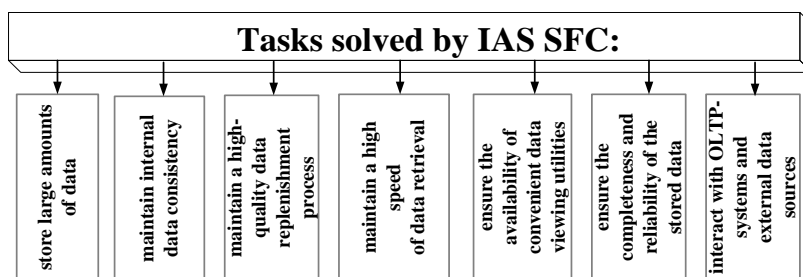 Tasks solved by IAS SFC:
store large amounts
of data
maintain internal
data consistency
maintain a high-
quality data
replenishment
process
maintain a high
speed
of data retrieval
ensure the
availability of
convenient data
viewing utilities
ensure the
completeness and
reliability of the
stored data
interact with OLTP-
systems and
external data
sources